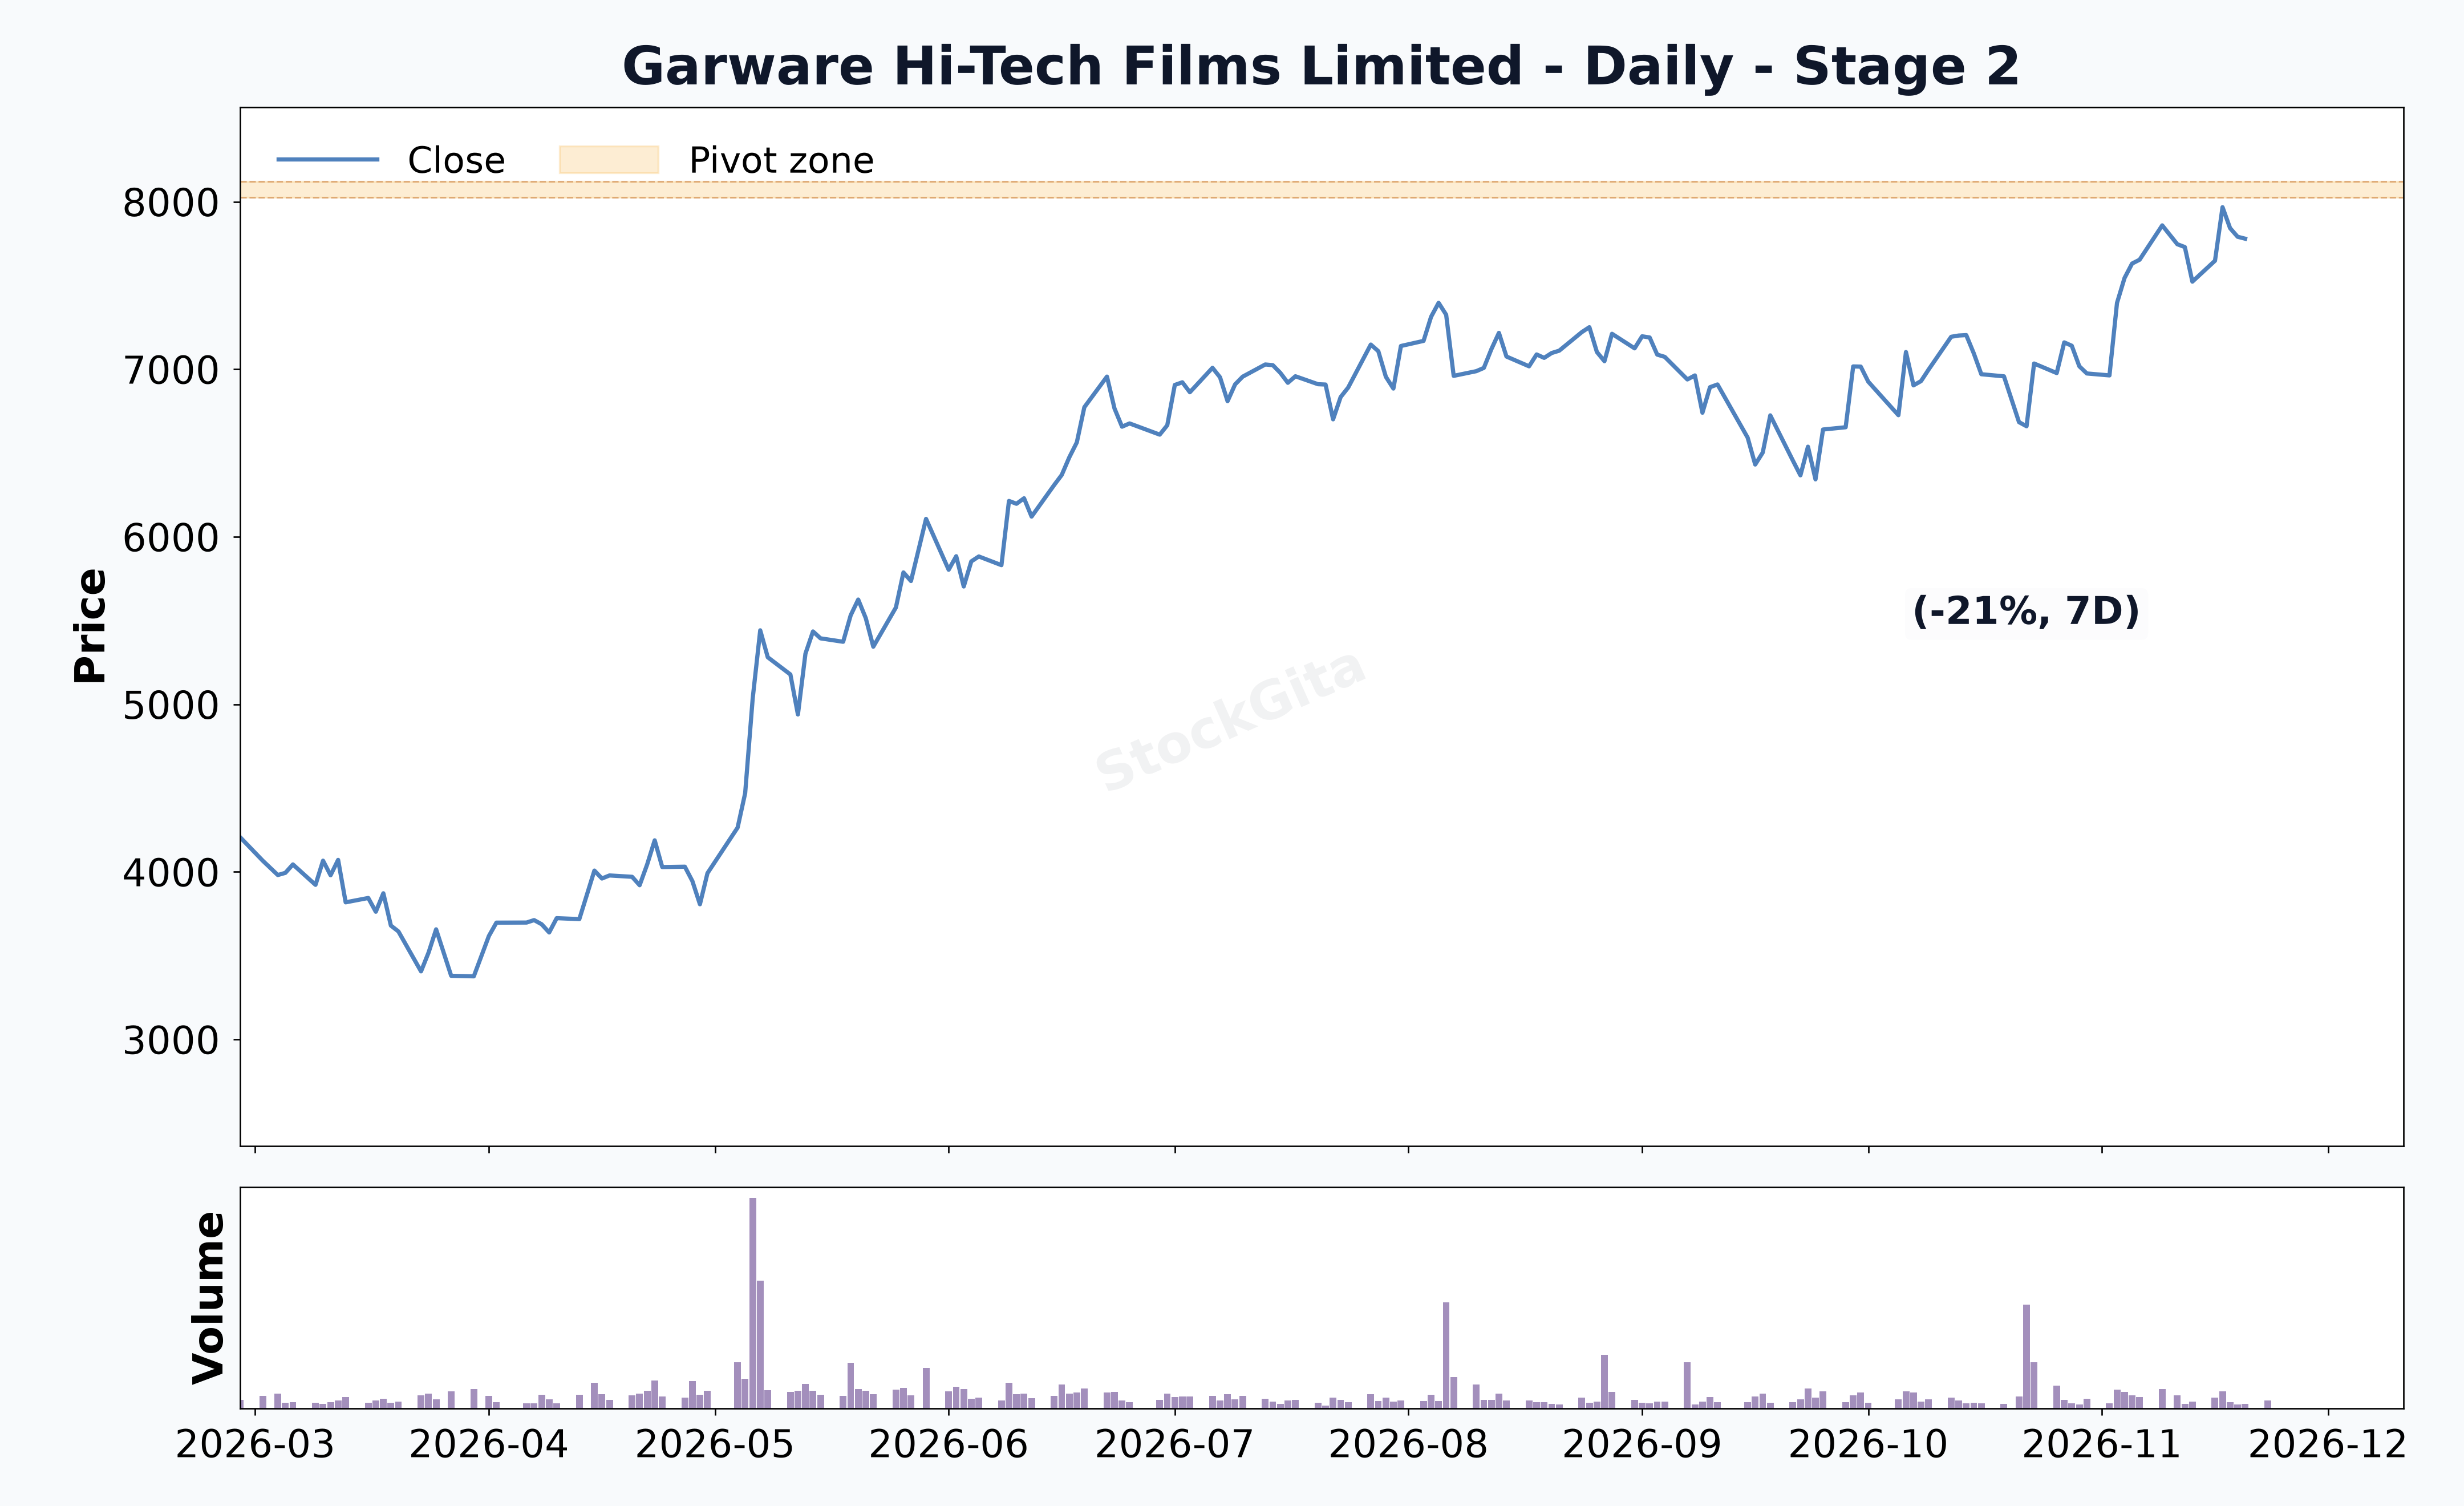 Garware Hi-Tech Films Limited - Daily - Stage 2
Close
Pivot zone
8000
7000
6000
5000
4000
3000
Price
(-21%, 7D)
StockGita
Volume
2026-03
2026-04
2026-05
2026-06
2026-07
2026-08
2026-09
2026-10
2026-11
2026-12